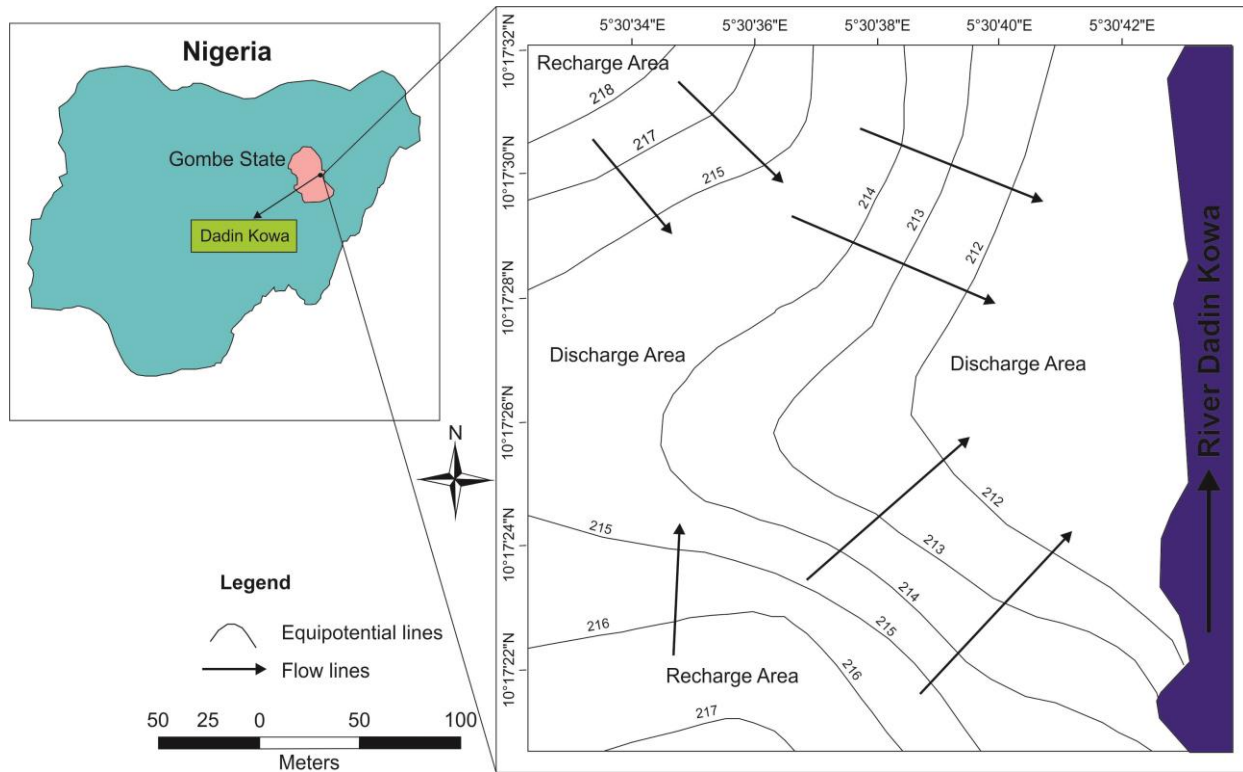 Nigeria
Gombe State
Dadin Kowa
N
Legend
Equipotential lines
Flow lines
50 25 0 50 100
Meters
5°30'34"E 5°30'36"E 5°30'38"E 5°30'40"E 5°30'42"E
10°17'32"N
10°17'30"N
10°17'28"N
10°17'26"N
10°17'24"N
10°17'22"N
Recharge Area
218
217
215
214
213
212
Discharge Area
Discharge Area
212
213
214
215
215
216
216
217
Recharge Area
River Dadin Kowa